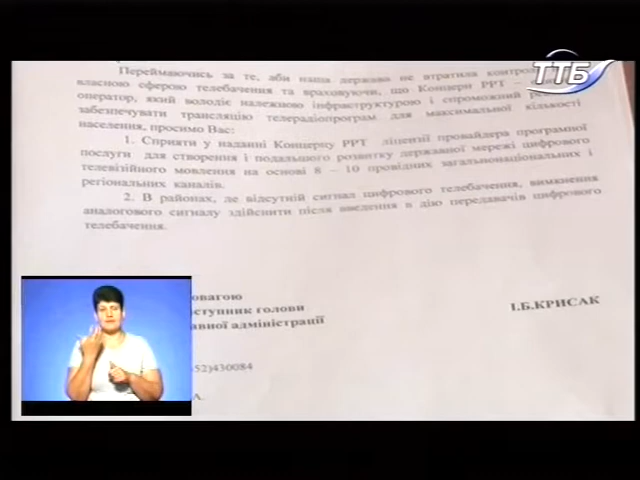 ТТБ
Переймаючись за те, аби наша держава не втратила
власною сферою телебачення та враховуючи, що Концерн РРТ –
оператор, який володіє належною інфраструктурою і спроможний
забезпечувати трансляцію телерадіопрограм для максимальної кількості
населення, просимо Вас:
1. Сприяти у наданні Концерну РРТ ліцензії провайдера програмної
послуги для створення і подальшого розвитку державної мережі цифрового
телевізійного мовлення на основі 8 – 10 провідних загальнонаціональних і
регіональних каналів.
2. В районах, де відсутній сигнал цифрового телебачення, вимкнення
аналогового сигналу здійснити після введення в дію передавачів цифрового
телебачення.
овагою
аступник голови
авної адміністрації
І.Б.КРИСАК
52)430084